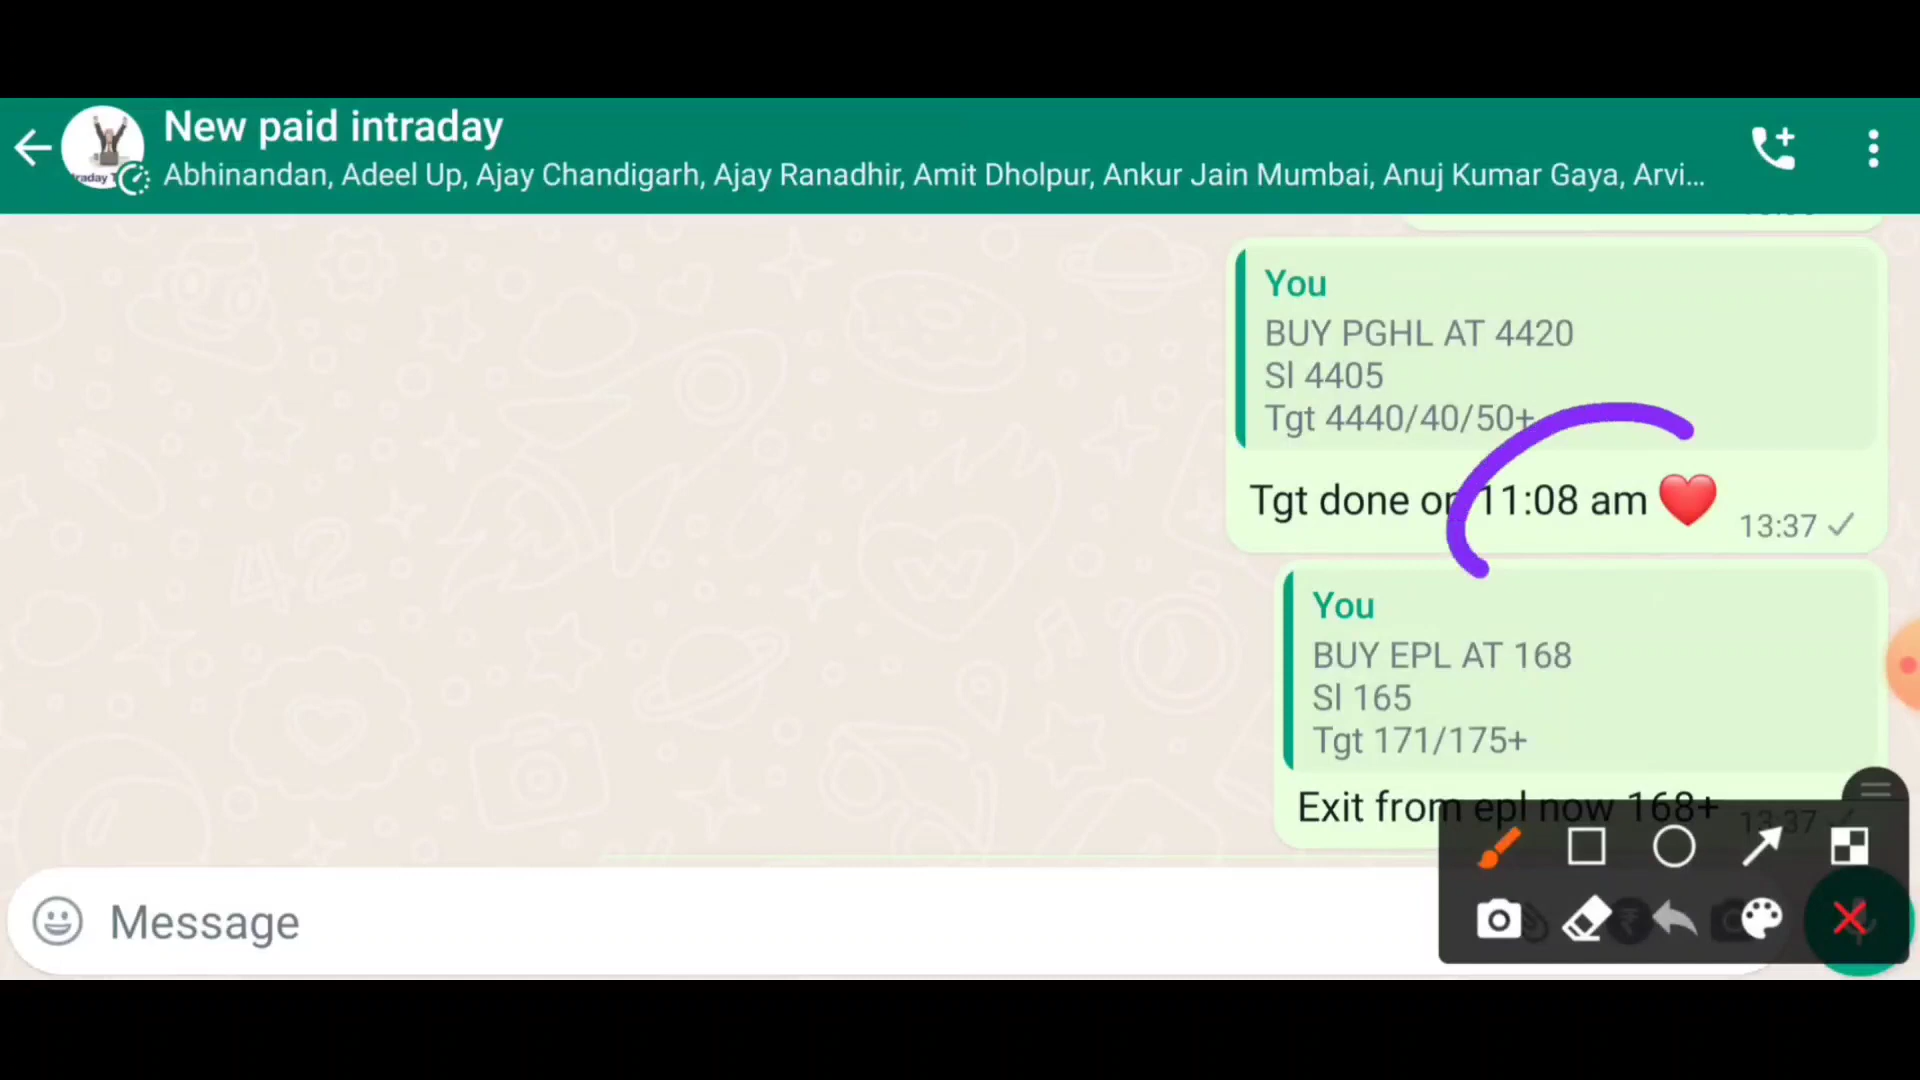 New paid intraday
Abhinandan, Adeel Up, Ajay Chandigarh, Ajay Ranadhir, Amit Dholpur, Ankur Jain Mumbai, Anuj Kumar Gaya, Arvi...
You
BUY PGHL AT 4420
Sl 4405
Tgt 4440/40/50+
Tgt done on 11:08 am ❤️
13:37
You
BUY EPL AT 168
Sl 165
Tgt 171/175+
Exit from epl now 168+
13:37
Message